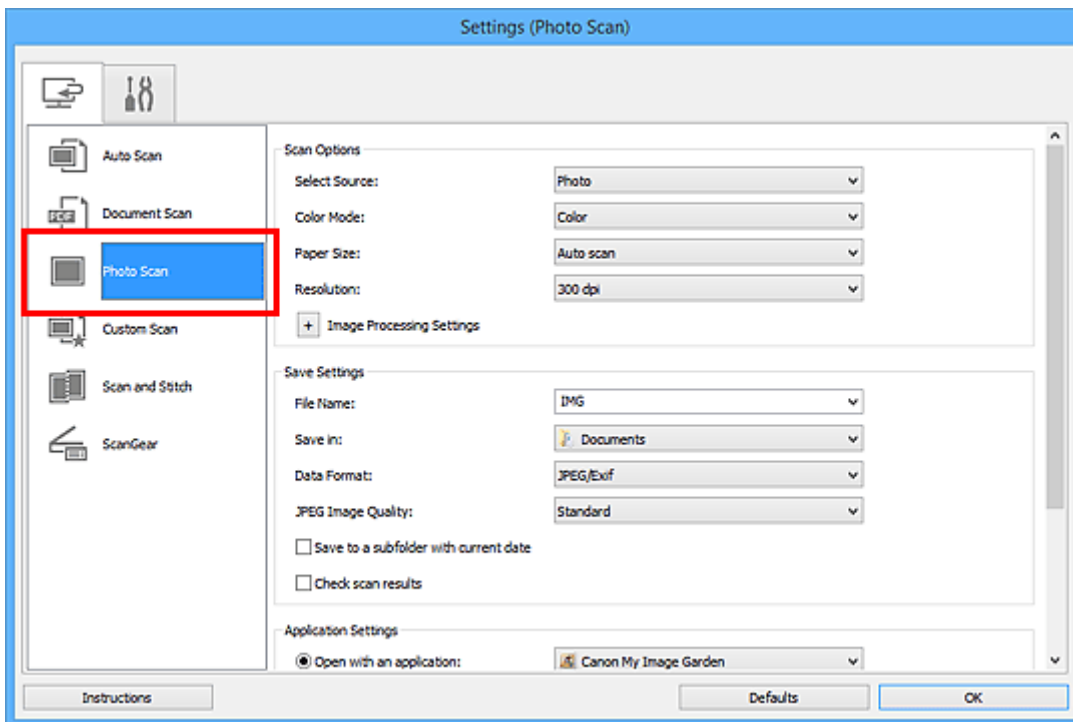 Settings (Photo Scan)
Auto Scan
PDF
Document Scan
Photo Scan
Custom Scan
Scan and Stitch
ScanGear
Scan Options
Select Source: Photo
Color Mode: Color
Paper Size: Auto scan
Resolution: 300 dpi
+ Image Processing Settings
Save Settings
File Name: IMG
Save in: Documents
Data Format: JPEG/Exif
JPEG Image Quality: Standard
Save to a subfolder with current date
Check scan results
Application Settings
Open with an application: Canon My Image Garden
Instructions Defaults OK